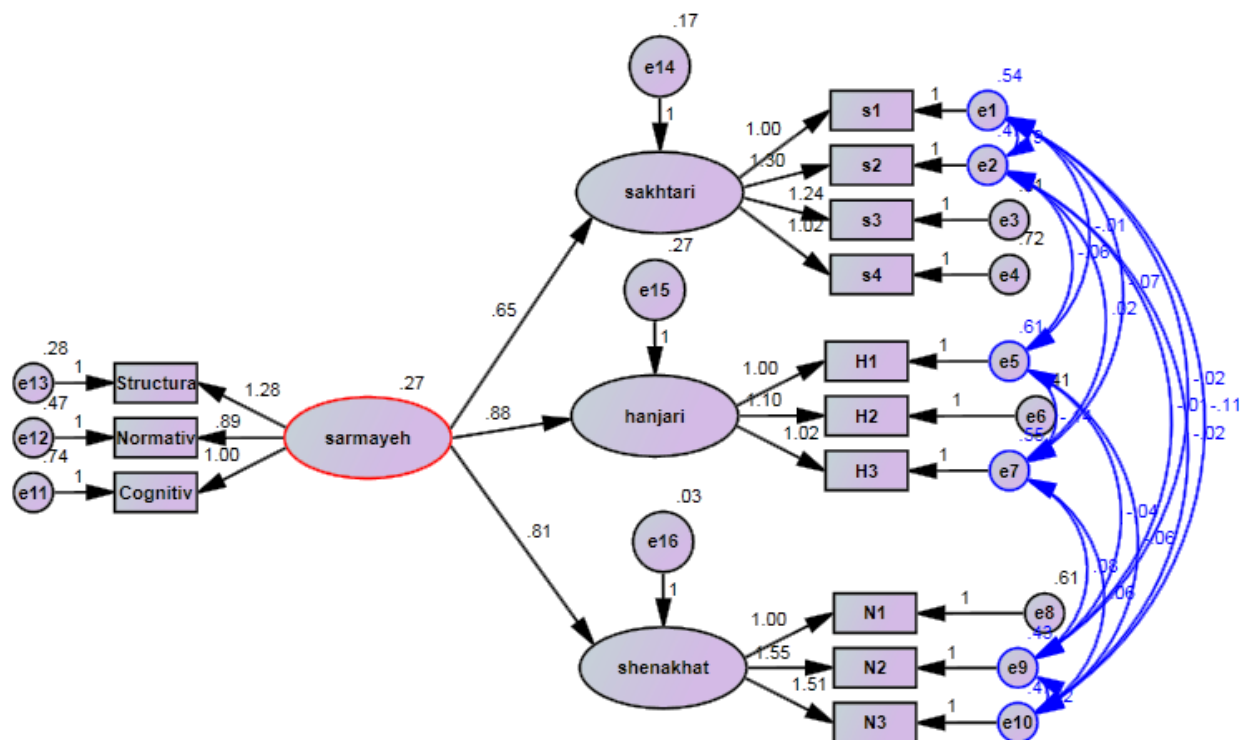 .17
e14
1
.54
s1
1
e1
1.00
s2
1
e2
1.30
sakhtari
1.24
s3
1
e3
1.02
.72
s4
1
e4
-.01
-.06
-.07
.02
.27
e15
1
.65
.61
H1
1
e5
1.00
-.02
-.01
-.11
-.02
.28
e13
1
Structura
1.28
.27
.88
hanjari
1.10
H2
1
e6
.41
.47
e12
1
Normativ
.89
sarmayeh
1.02
H3
1
e7
.74
e11
1
Cognitiv
1.00
.03
e16
1
.81
-.04
-.06
.08
.06
.61
N1
1
e8
1.00
shenakhat
1.55
N2
1
e9
.43
1.51
N3
1
e10